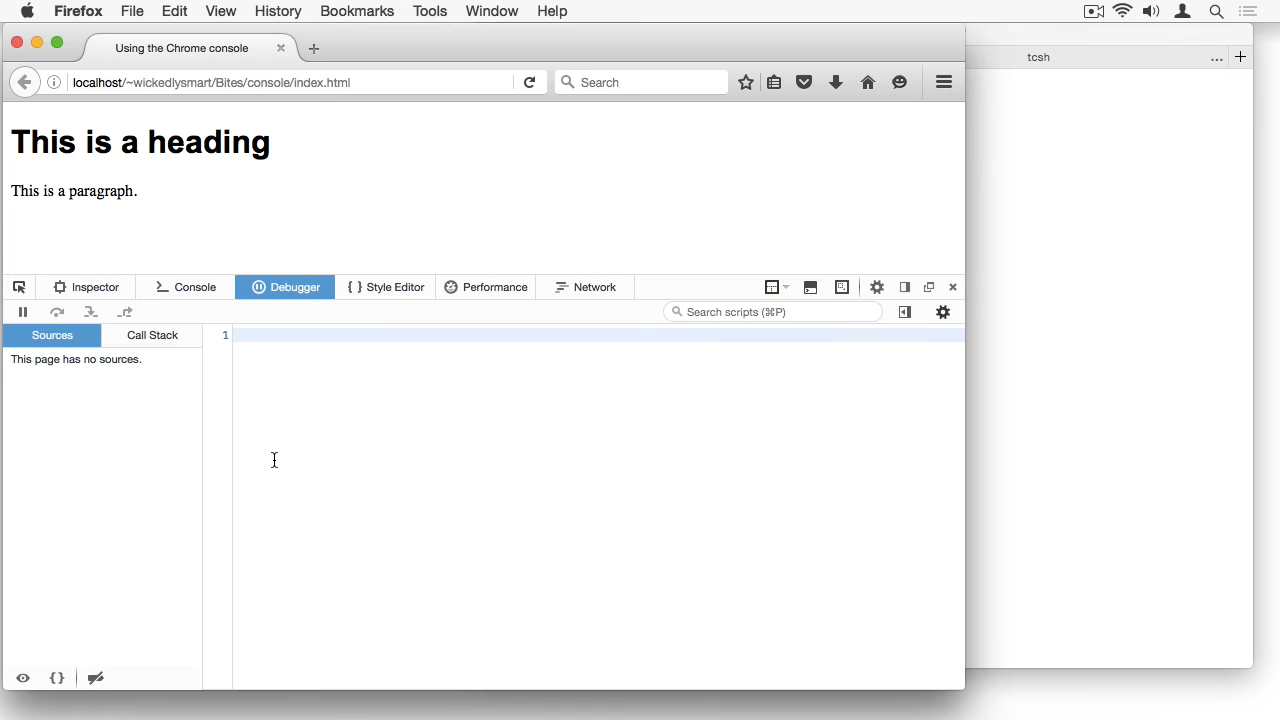 Firefox File Edit View History Bookmarks Tools Window Help
Using the Chrome console
tcsh
localhost/~wickedlysmart/Bites/console/index.html
Search
This is a heading
This is a paragraph.
Inspector Console Debugger { } Style Editor Performance Network
Search scripts (⌘P)
Sources Call Stack 1
This page has no sources.
{}